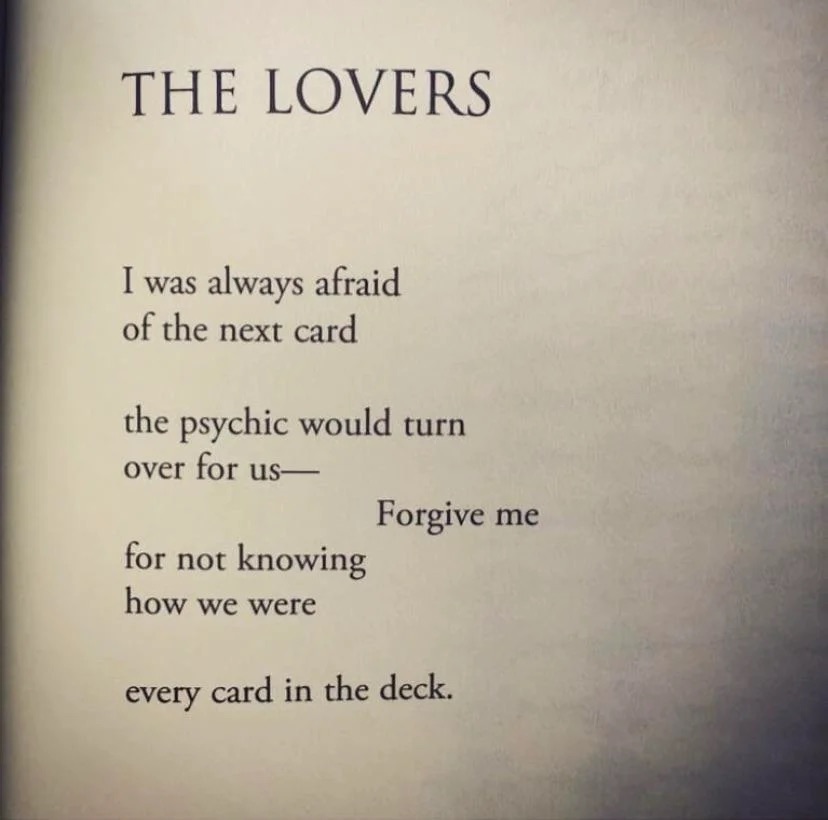 THE LOVERS
I was always afraid
of the next card
the psychic would turn
over for us—
Forgive me
for not knowing
how we were
every card in the deck.